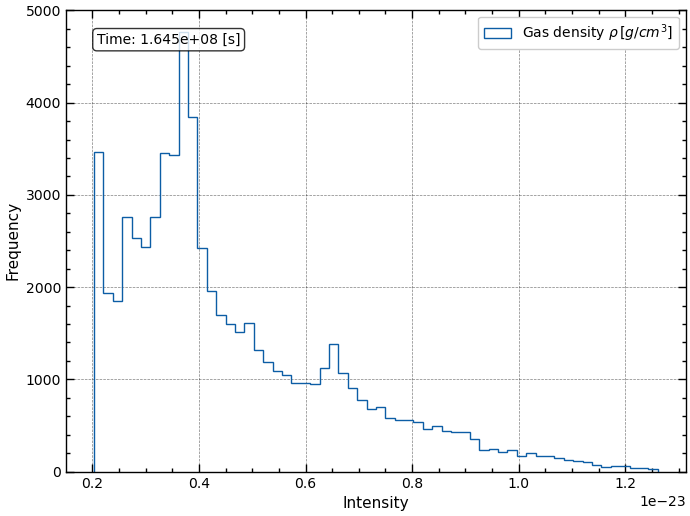 5000
Time: 1.645e+08 [s]
Gas density ρ [g/cm³]
4000
3000
2000
1000
0
Frequency
0.2 0.4 0.6 0.8 1.0 1.2
1e−23
Intensity